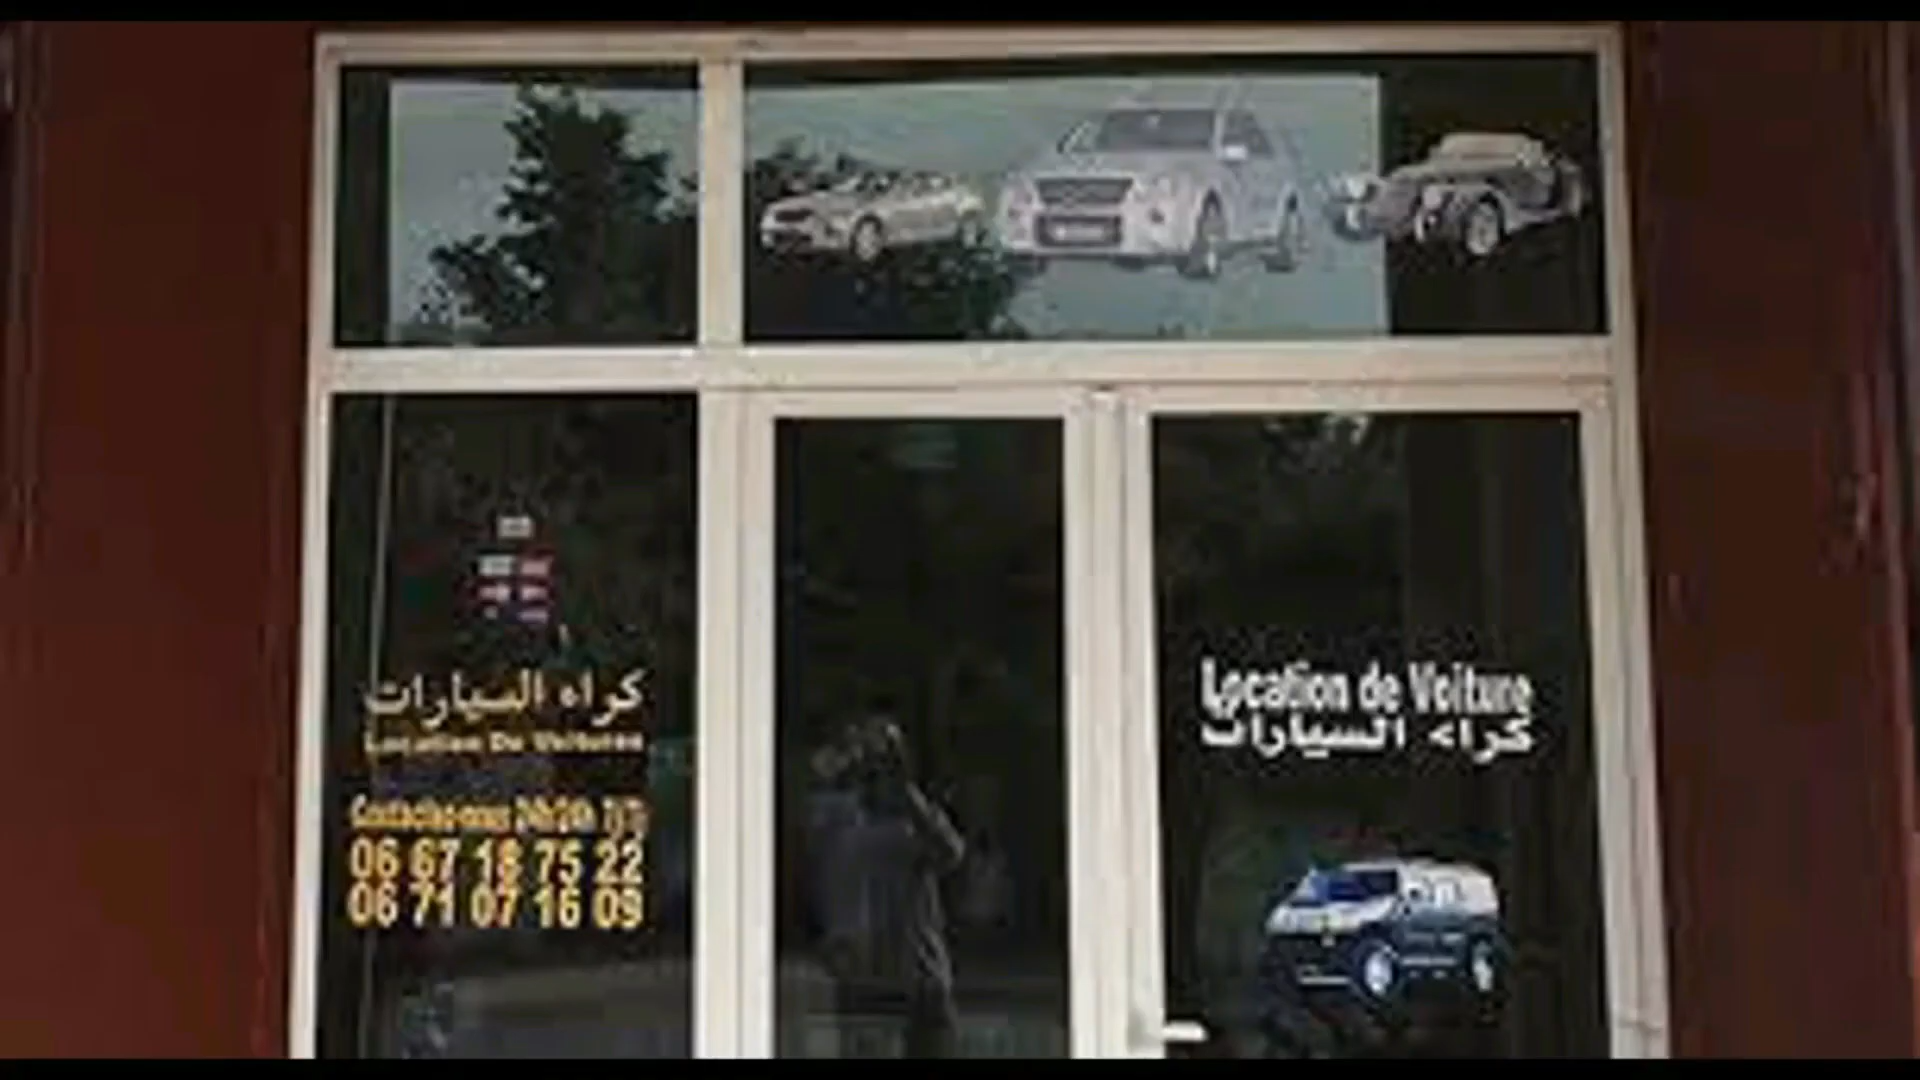 كراء السيارات
Location De Voitures
Contactez-nous 24h/24h 7j/7j
06 67 18 75 22
06 71 07 16 09
Location de Voiture
كراء السيارات